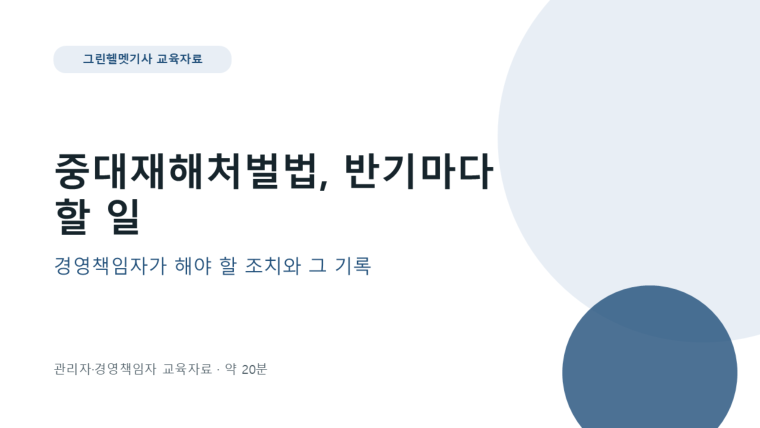 그린헬멧기사 교육자료
중대재해처벌법, 반기마다
할 일
경영책임자가 해야 할 조치와 그 기록
관리자·경영책임자 교육자료 · 약 20분